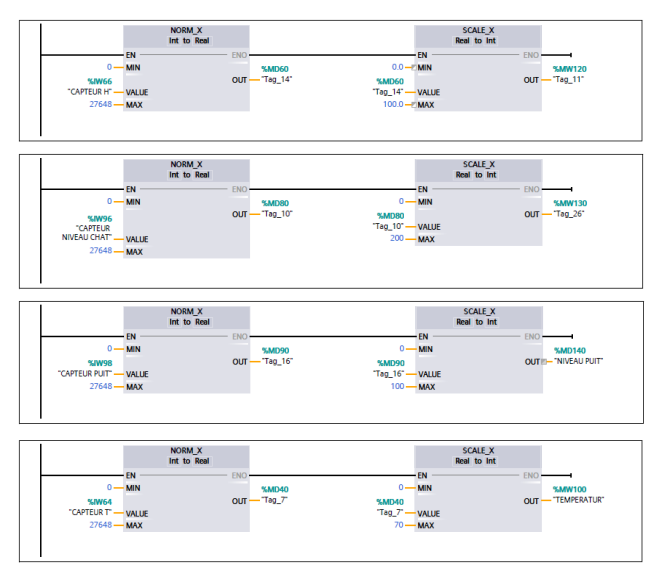 NORM_X
Int to Real
SCALE_X
Real to Int
EN ENO
EN ENO
0 MIN
0.0 MIN
%MD60
%MW120
%IW66
OUT "Tag_14"
%MD60
OUT "Tag_11"
"CAPTEUR H" VALUE
"Tag_14" VALUE
27648 MAX
100.0 MAX
NORM_X
Int to Real
SCALE_X
Real to Int
EN ENO
EN ENO
0 MIN
0 MIN
%MD80
%MW130
OUT "Tag_10"
OUT "Tag_26"
%IW96
"CAPTEUR
NIVEAU CHAT" VALUE
%MD80
"Tag_10" VALUE
27648 MAX
200 MAX
NORM_X
Int to Real
SCALE_X
Real to Int
EN ENO
EN ENO
0 MIN
0 MIN
%MD90
%MD140
%IW98
OUT "Tag_16"
%MD90
OUT "NIVEAU PUIT"
"CAPTEUR PUIT" VALUE
"Tag_16" VALUE
27648 MAX
100 MAX
NORM_X
Int to Real
SCALE_X
Real to Int
EN ENO
EN ENO
0 MIN
0 MIN
%MD40
%MW100
%IW64
OUT "Tag_7"
%MD40
OUT "TEMPERATUR"
"CAPTEUR T" VALUE
"Tag_7" VALUE
27648 MAX
70 MAX